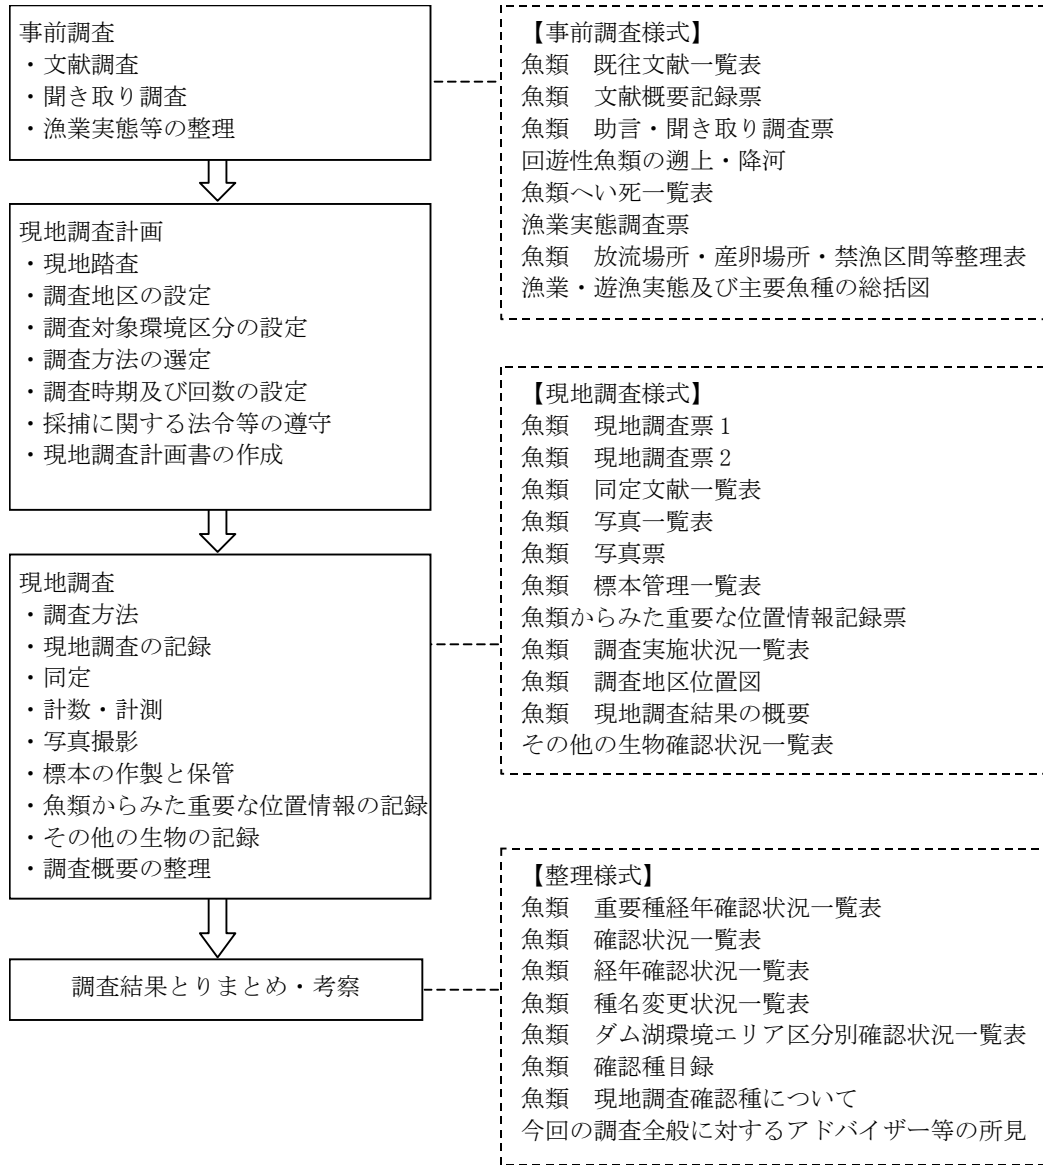 事前調査
・文献調査
・聞き取り調査
・漁業実態等の整理
【事前調査様式】
魚類　既往文献一覧表
魚類　文献概要記録票
魚類　助言・聞き取り調査票
回遊性魚類の遡上・降河
魚類へい死一覧表
漁業実態調査票
魚類　放流場所・産卵場所・禁漁区間等整理表
漁業・遊漁実態及び主要魚種の総括図
現地調査計画
・現地踏査
・調査地区の設定
・調査対象環境区分の設定
・調査方法の選定
・調査時期及び回数の設定
・採捕に関する法令等の遵守
・現地調査計画書の作成
【現地調査様式】
魚類　現地調査票1
魚類　現地調査票2
魚類　同定文献一覧表
魚類　写真一覧表
魚類　写真票
魚類　標本管理一覧表
魚類からみた重要な位置情報記録票
魚類　調査実施状況一覧表
魚類　調査地区位置図
魚類　現地調査結果の概要
その他の生物確認状況一覧表
現地調査
・調査方法
・現地調査の記録
・同定
・計数・計測
・写真撮影
・標本の作製と保管
・魚類からみた重要な位置情報の記録
・その他の生物の記録
・調査概要の整理
【整理様式】
魚類　重要種経年確認状況一覧表
魚類　確認状況一覧表
魚類　経年確認状況一覧表
魚類　種名変更状況一覧表
魚類　ダム湖環境エリア区分別確認状況一覧表
魚類　確認種目録
魚類　現地調査確認種について
今回の調査全般に対するアドバイザー等の所見
調査結果とりまとめ・考察